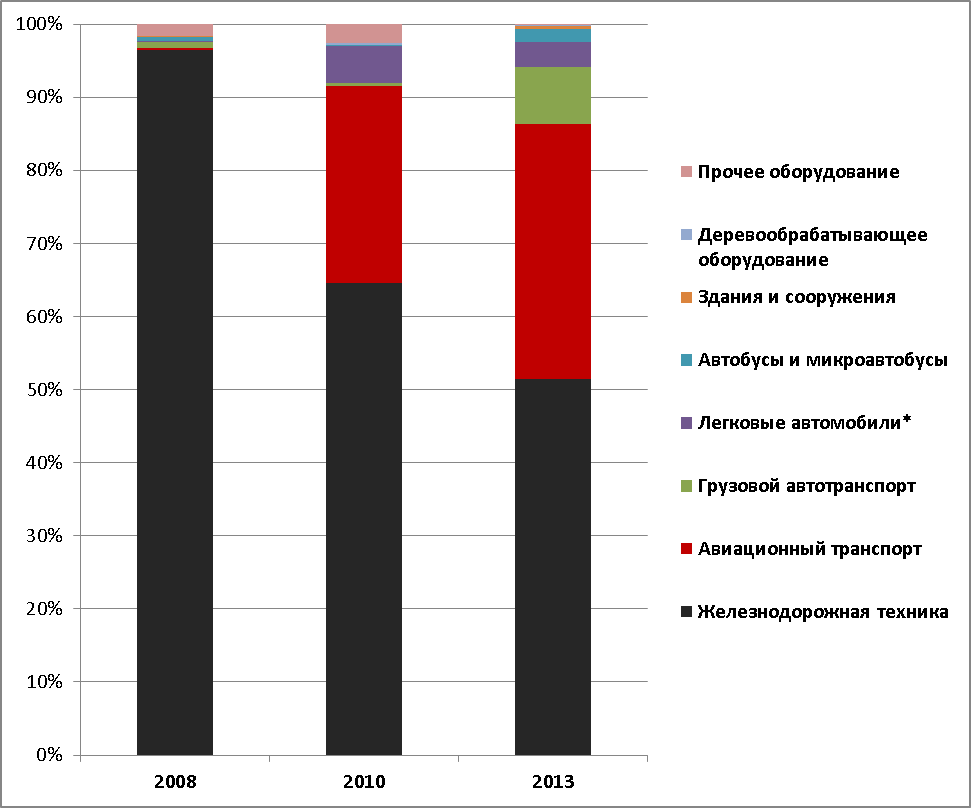 100%
90%
80%
70%
60%
50%
40%
30%
20%
10%
0%
2008
2010
2013
Прочее оборудование
Деревообрабатывающее
оборудование
Здания и сооружения
Автобусы и микроавтобусы
Легковые автомобили*
Грузовой автотранспорт
Авиационный транспорт
Железнодорожная техника